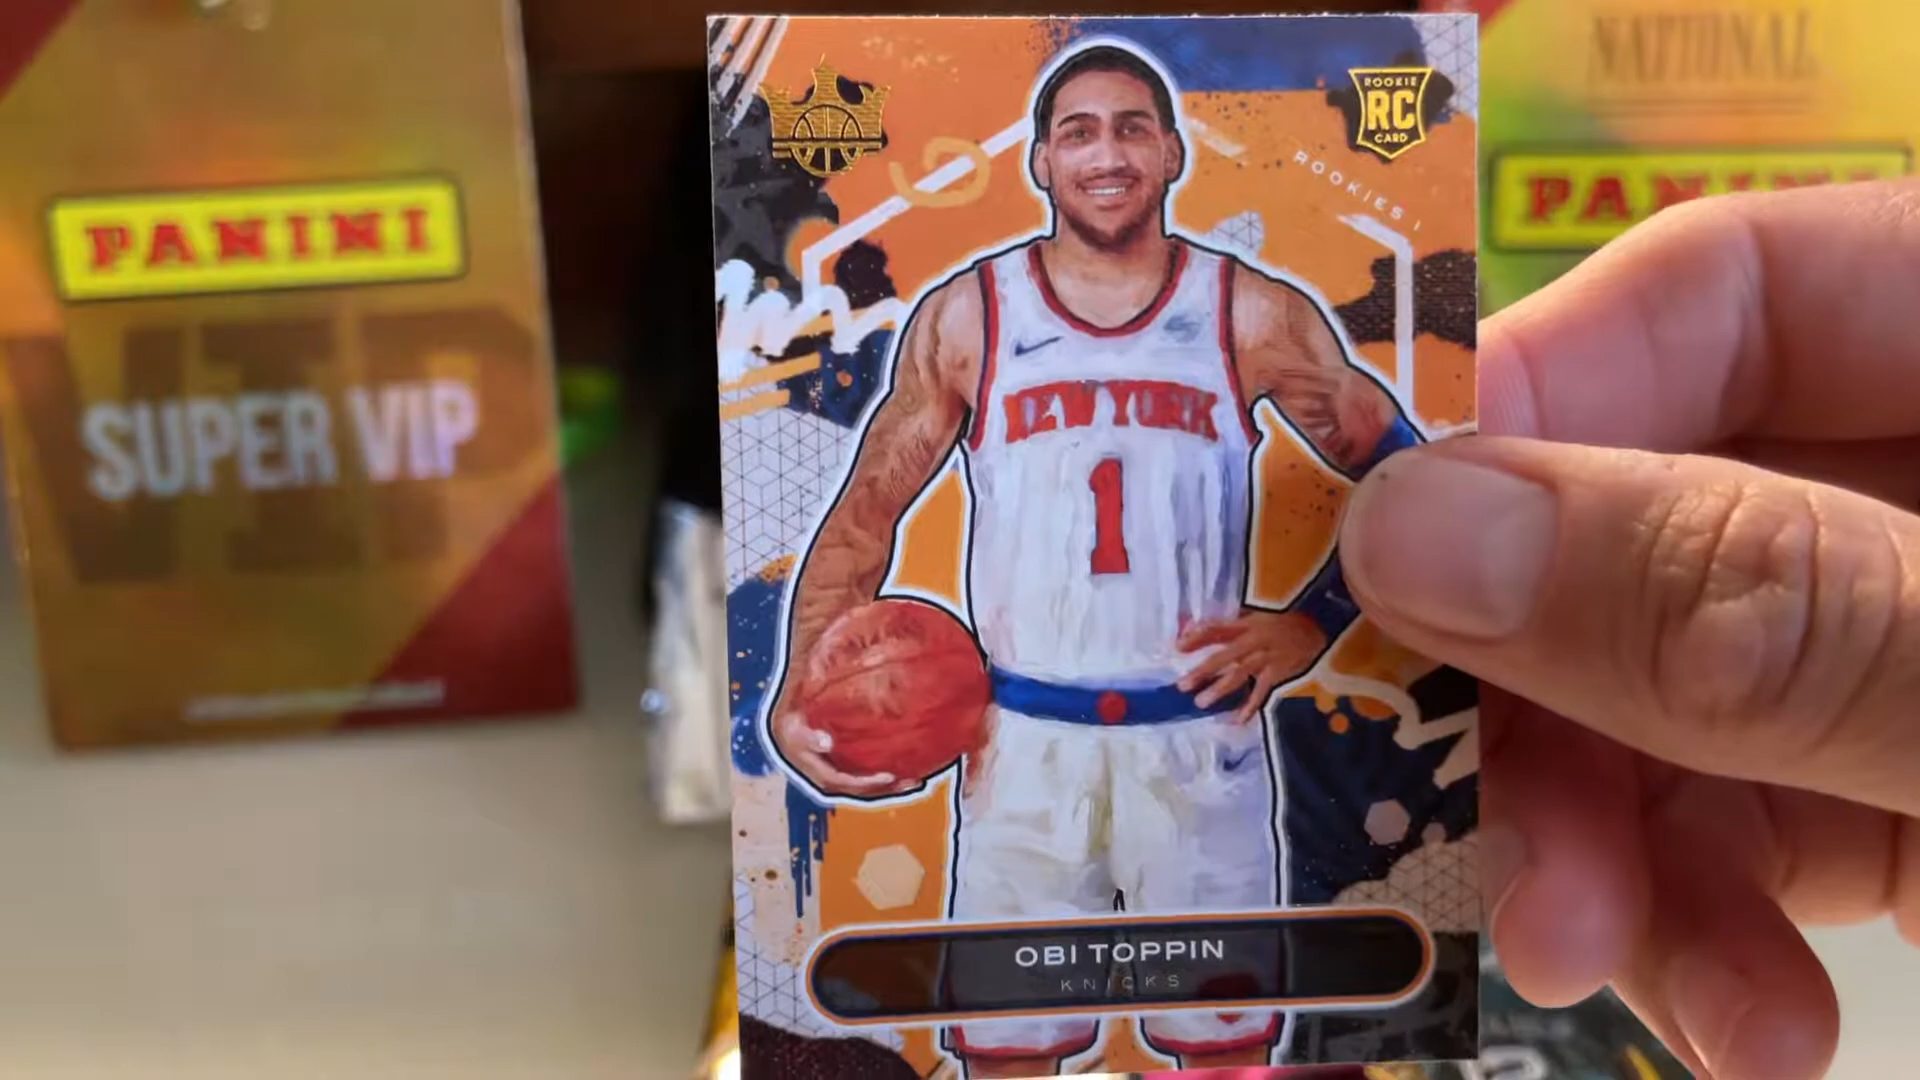 PANINI
SUPER VIP
ROOKIE
RC
CARD
ROOKIES I
NEW YORK
1
OBI TOPPIN
KNICKS
NATIONAL
PANINI